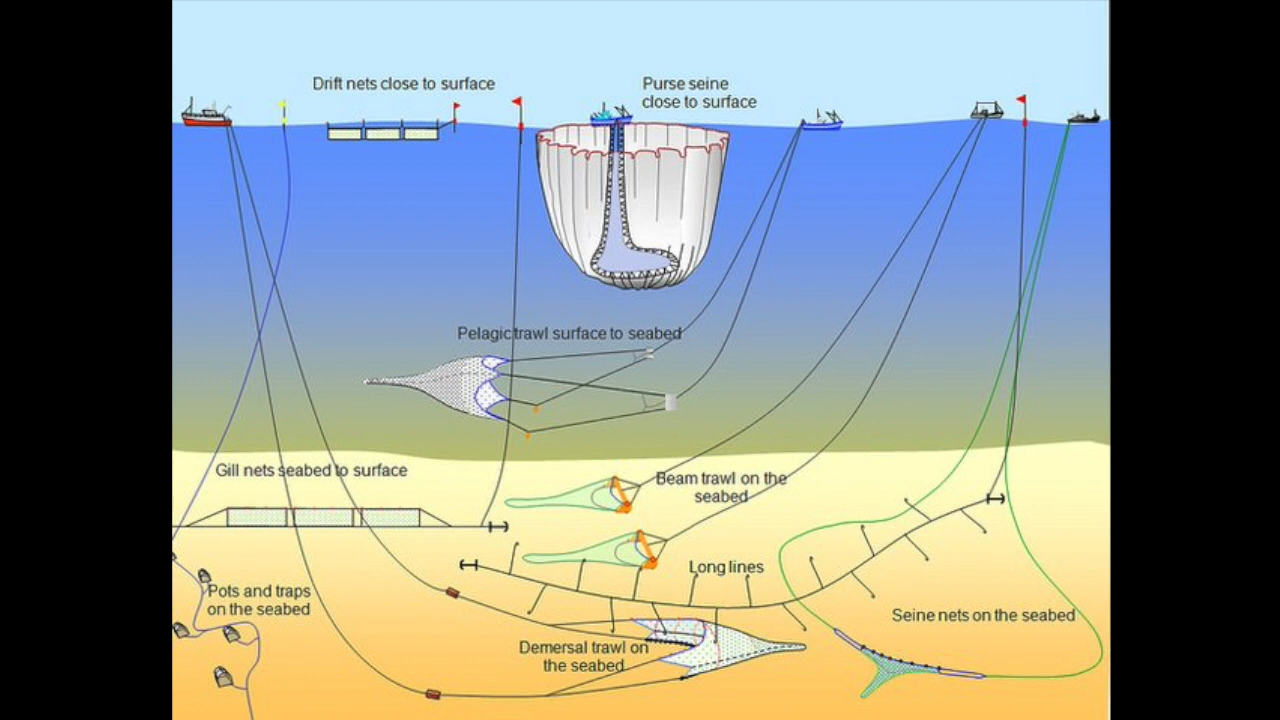 Drift nets close to surface
Purse seine
close to surface
Pelagic trawl surface to seabed
Gill nets seabed to surface
Beam trawl on the
seabed
Long lines
Pots and traps
on the seabed
Seine nets on the seabed
Demersal trawl on
the seabed